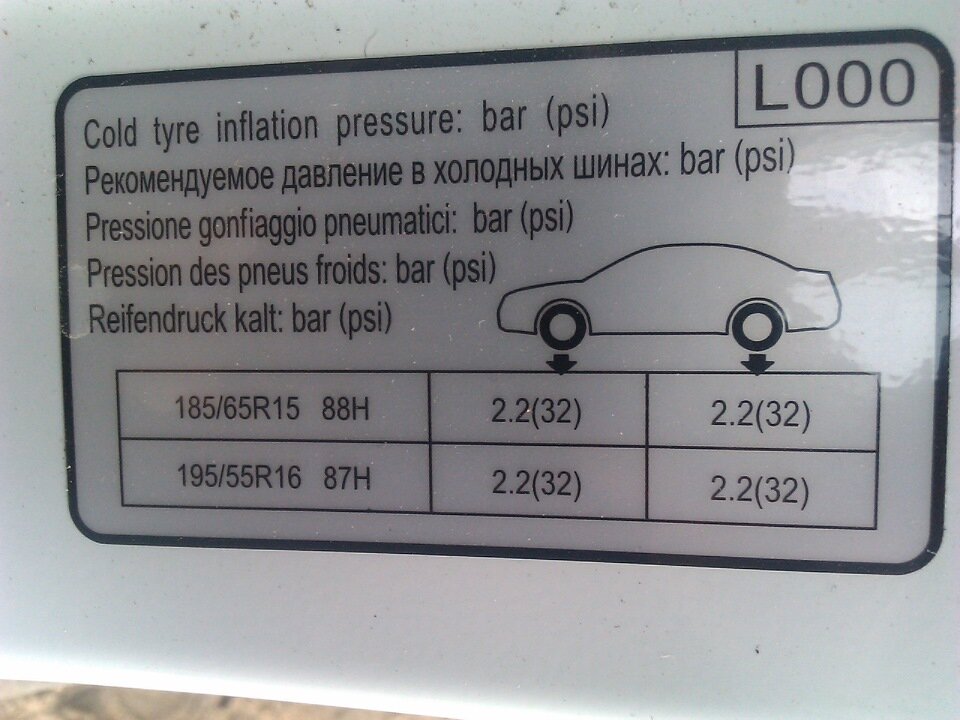 L000
Cold tyre inflation pressure: bar (psi)
Рекомендуемое давление в холодных шинах: bar (psi)
Pressione gonfiaggio pneumatici: bar (psi)
Pression des pneus froids: bar (psi)
Reifendruck kalt: bar (psi)
185/65R15 88H 2.2(32) 2.2(32)
195/55R16 87H 2.2(32) 2.2(32)